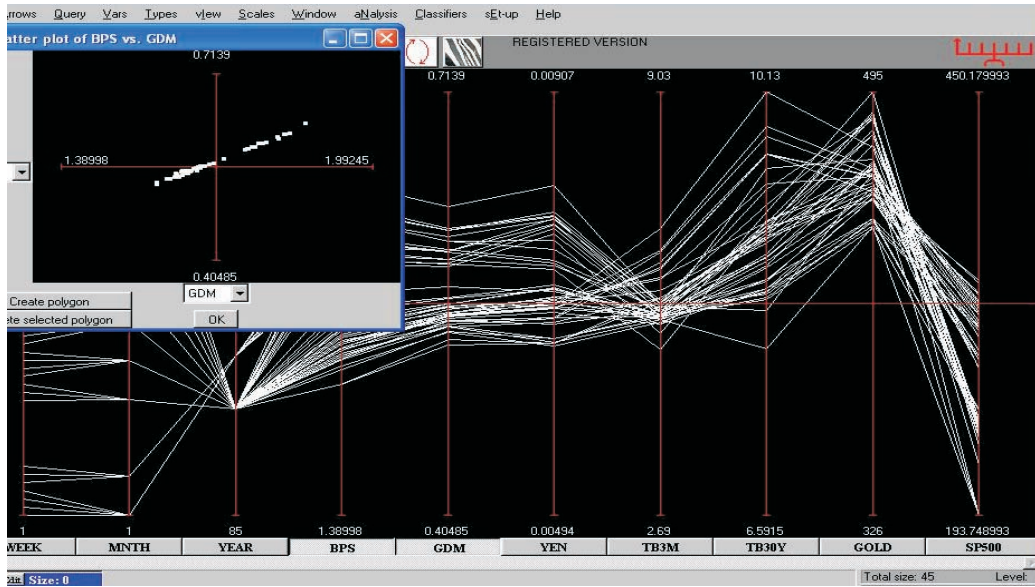 rrows Query Vars Types vIew Scales Window aNalysis Classifiers sEt-up Help
atter plot of BPS vs. GDM
REGISTERED VERSION
0.7139
1.38998 1.99245
0.40485
GDM
Create polygon
ete selected polygon
OK
0.7139 0.00907 9.03 10.13 495 450.179993
1 1 85 1.38998 0.40485 0.00494 2.69 6.5915 326 193.748993
WEEK MNTH YEAR BPS GDM YEN TB3M TB30Y GOLD SP500
Size: 0
Total size: 45 Level: